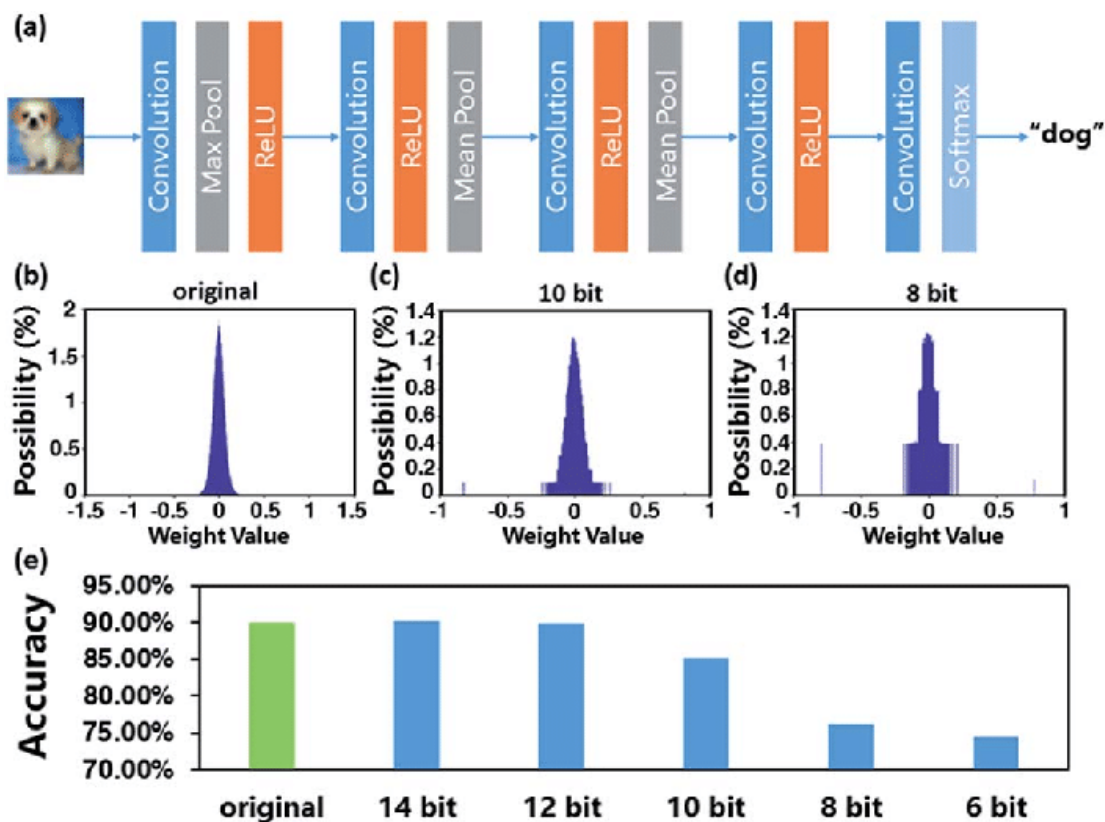 (a)
Convolution
Max Pool
ReLU
Convolution
ReLU
Mean Pool
Convolution
ReLU
Mean Pool
Convolution
ReLU
Convolution
Softmax
“dog”
(b)
original
Possibility (%)
2
1.5
1
0.5
0
-1.5 -1 -0.5 0 0.5 1 1.5
Weight Value
(c)
10 bit
Possibility (%)
1.4
1.2
1
0.8
0.6
0.4
0.2
0
-1 -0.5 0 0.5 1
Weight Value
(d)
8 bit
Possibility (%)
1.4
1.2
1
0.8
0.6
0.4
0.2
0
-1 -0.5 0 0.5 1
Weight Value
(e)
Accuracy
95.00%
90.00%
85.00%
80.00%
75.00%
70.00%
original 14 bit 12 bit 10 bit 8 bit 6 bit